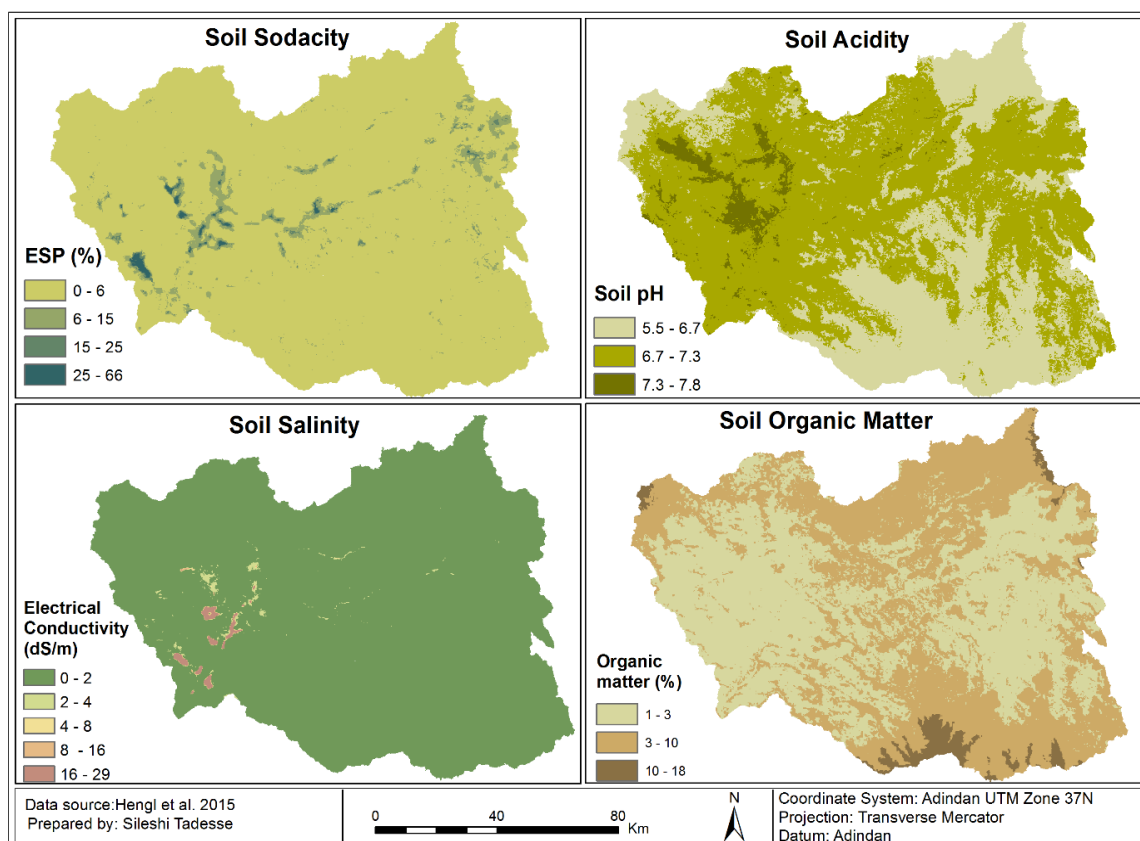 Soil Sodacity
ESP (%)
0 - 6
6 - 15
15 - 25
25 - 66
Soil Acidity
Soil pH
5.5 - 6.7
6.7 - 7.3
7.3 - 7.8
Soil Salinity
Electrical
Conductivity
(dS/m)
0 - 2
2 - 4
4 - 8
8 - 16
16 - 29
Soil Organic Matter
Organic
matter (%)
1 - 3
3 - 10
10 - 18
Data source:Hengl et al. 2015
Prepared by: Sileshi Tadesse
0 40 80
Km
N
Coordinate System: Adindan UTM Zone 37N
Projection: Transverse Mercator
Datum: Adindan